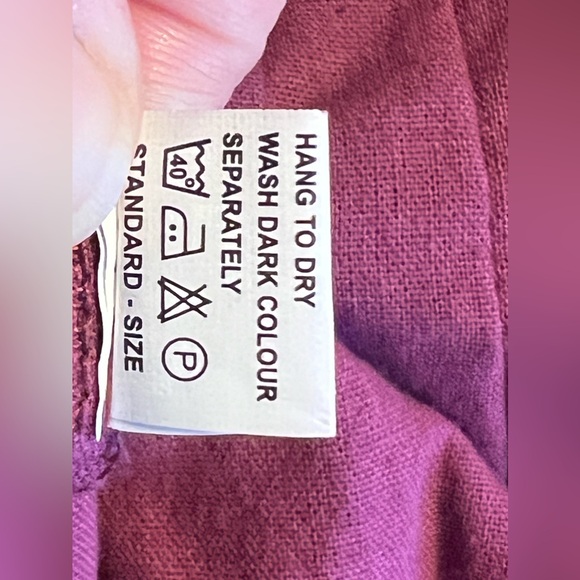 HANG TO DRY
WASH DARK COLOUR
SEPARATELY
40°
P
STANDARD - SIZE